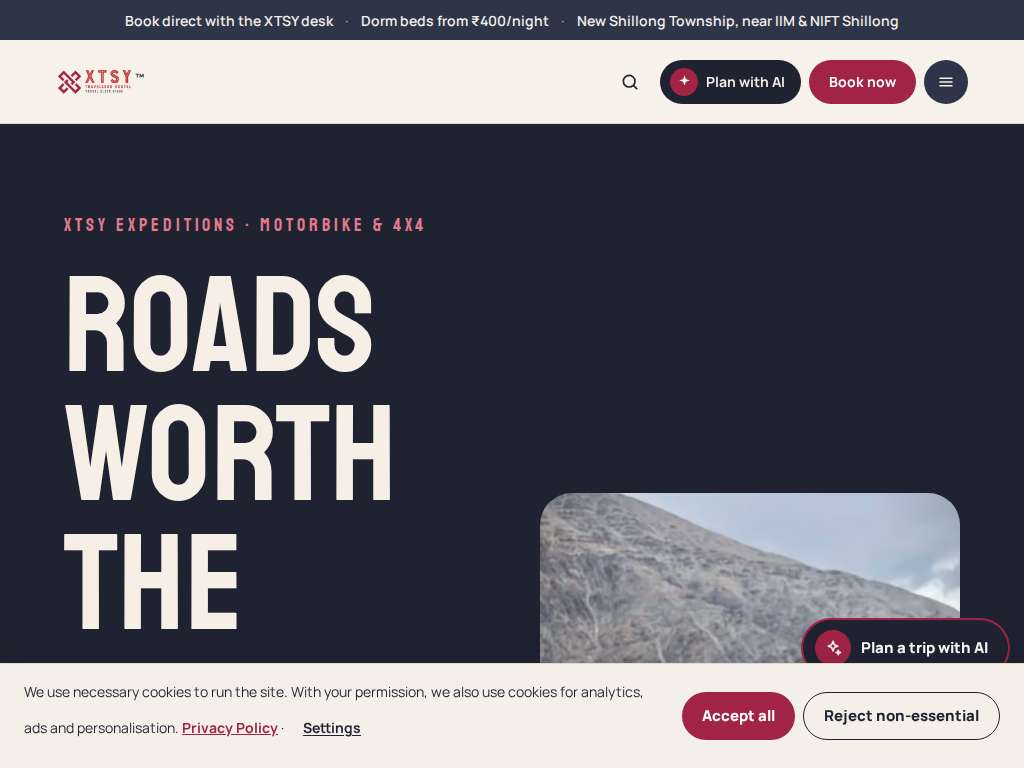 Book direct with the XTSY desk · Dorm beds from ₹400/night · New Shillong Township, near IIM & NIFT Shillong
XTSY™
TRAVELLERS HOSTEL
Plan with AI
Book now
XTSY EXPEDITIONS · MOTORBIKE & 4X4
ROADS
WORTH
THE
Plan a trip with AI
We use necessary cookies to run the site. With your permission, we also use cookies for analytics,
ads and personalisation. Privacy Policy · Settings
Accept all
Reject non-essential